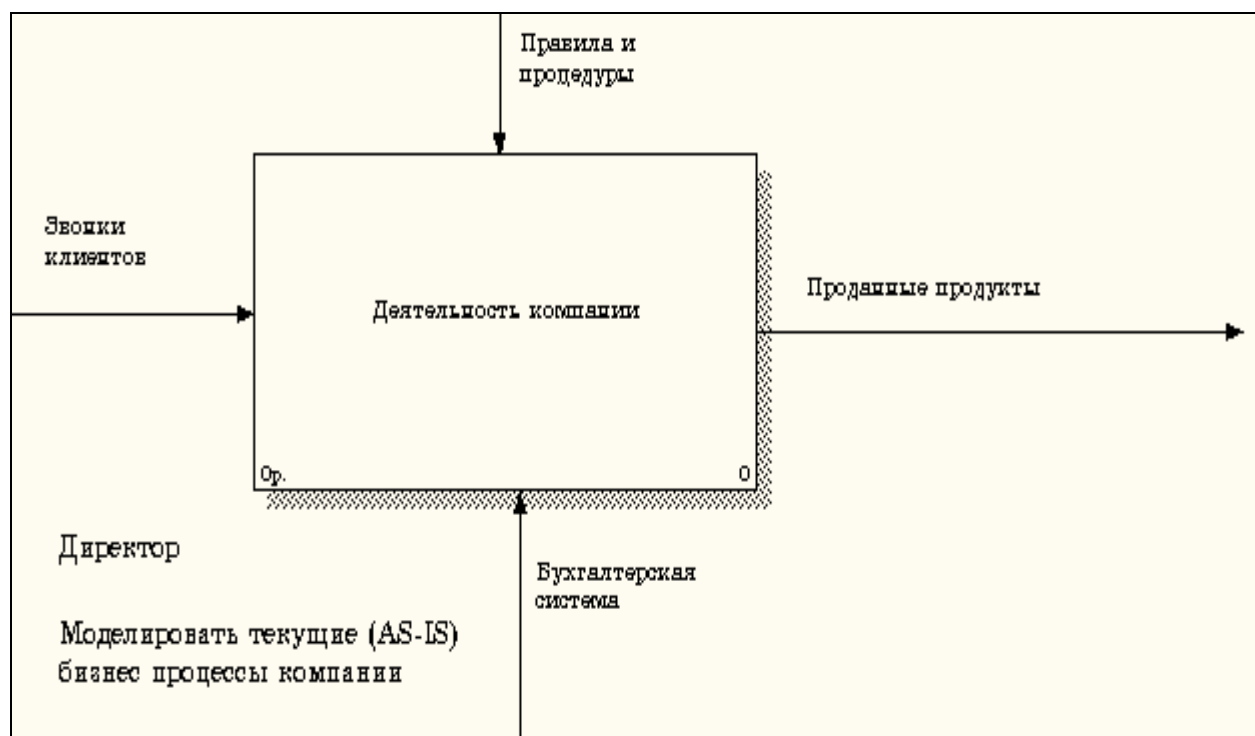 Правила и
процедуры
Звонки
клиентов
Деятельность компании
Проданные продукты
0р.
0
Директор
Бухгалтерская
система
Моделировать текущие (AS-IS)
бизнес процессы компании